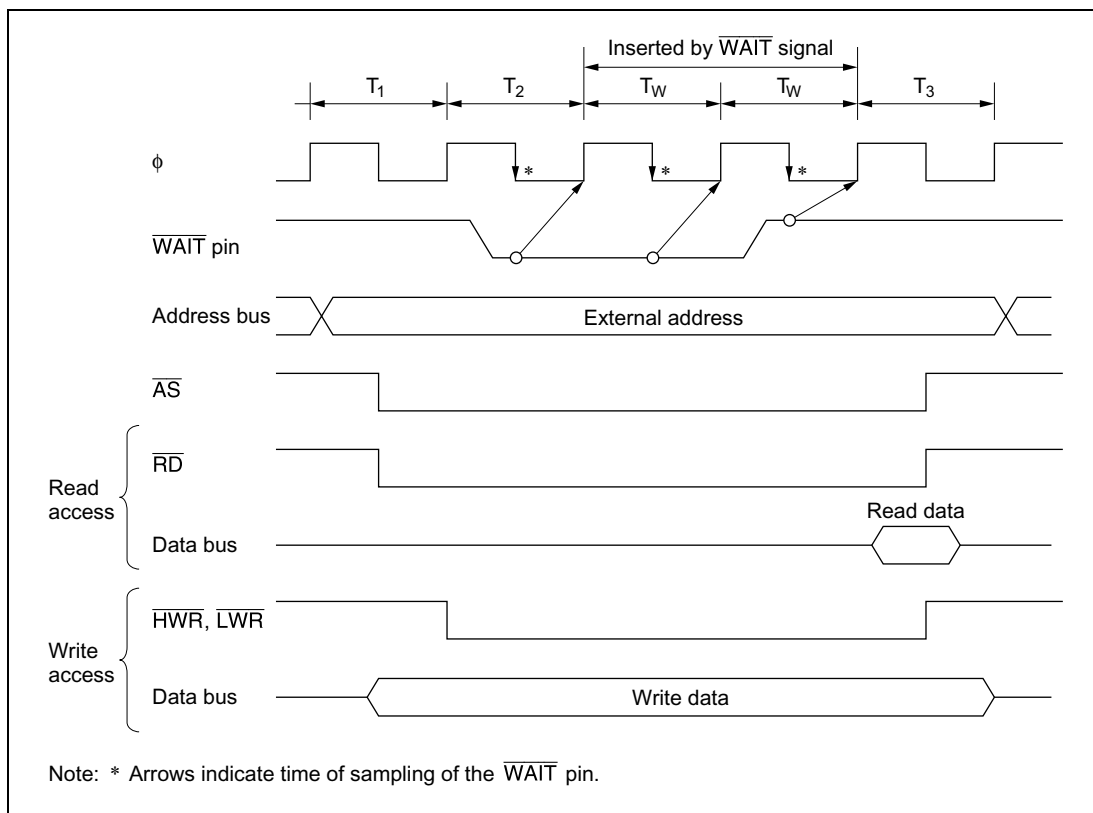 Inserted by WAIT signal
T1 T2 TW TW T3
ϕ
* * *
WAIT pin
Address bus External address
AS
RD
Read access
Read data
Data bus
HWR, LWR
Write access
Data bus Write data
Note: * Arrows indicate time of sampling of the WAIT pin.